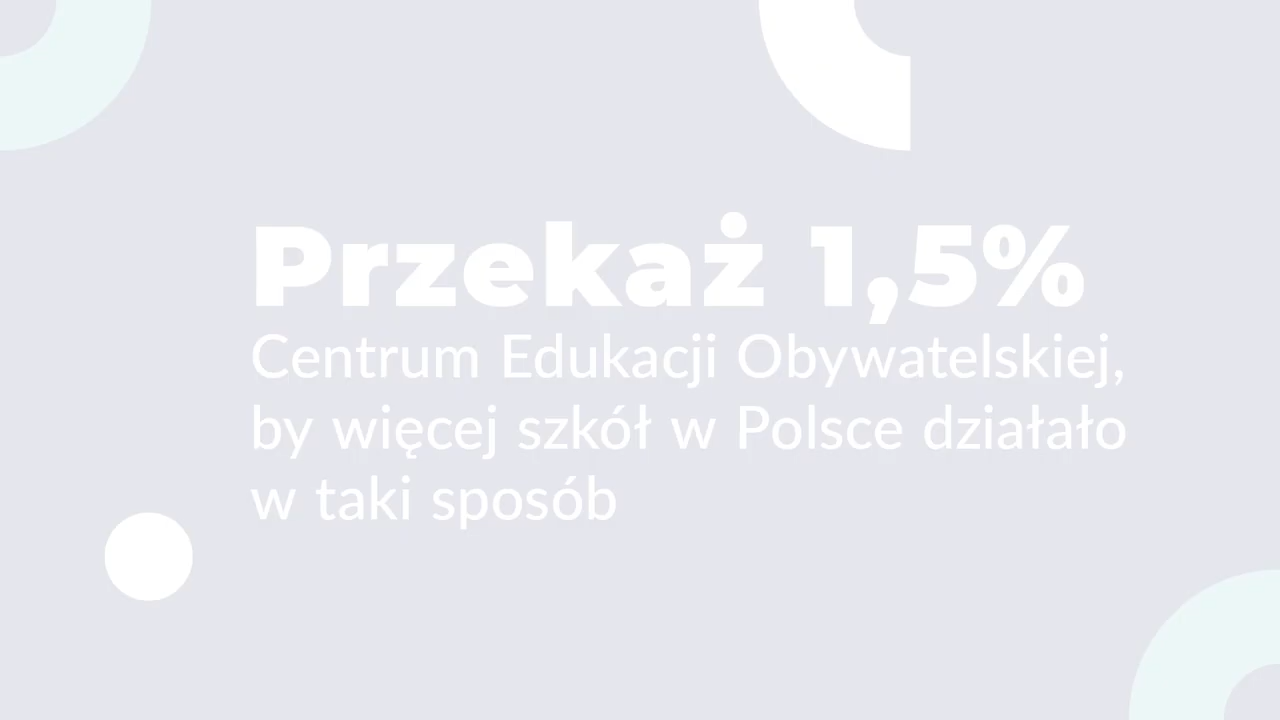 Przekaż 1,5%
Centrum Edukacji Obywatelskiej,
by więcej szkół w Polsce działało
w taki sposób